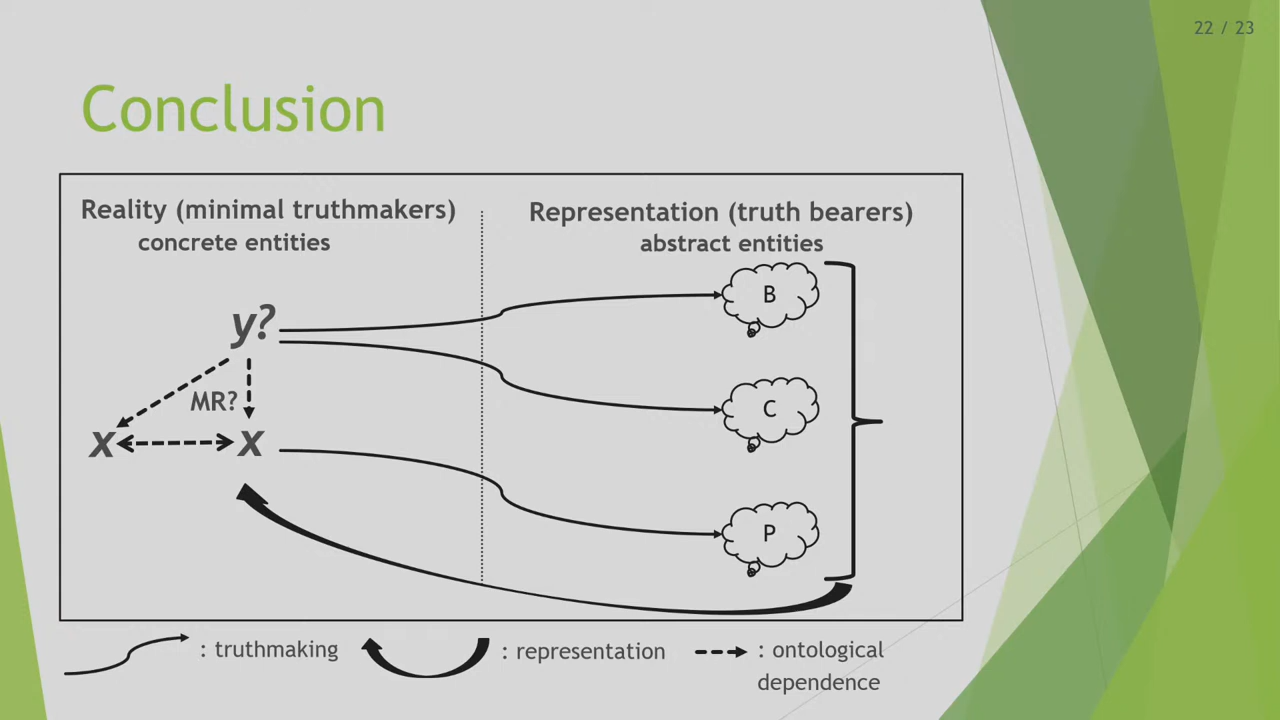 22 / 23
Conclusion
Reality (minimal truthmakers)
concrete entities
Representation (truth bearers)
abstract entities
B
y?
MR?
C
x
x
P
: truthmaking
: representation
: ontological
dependence